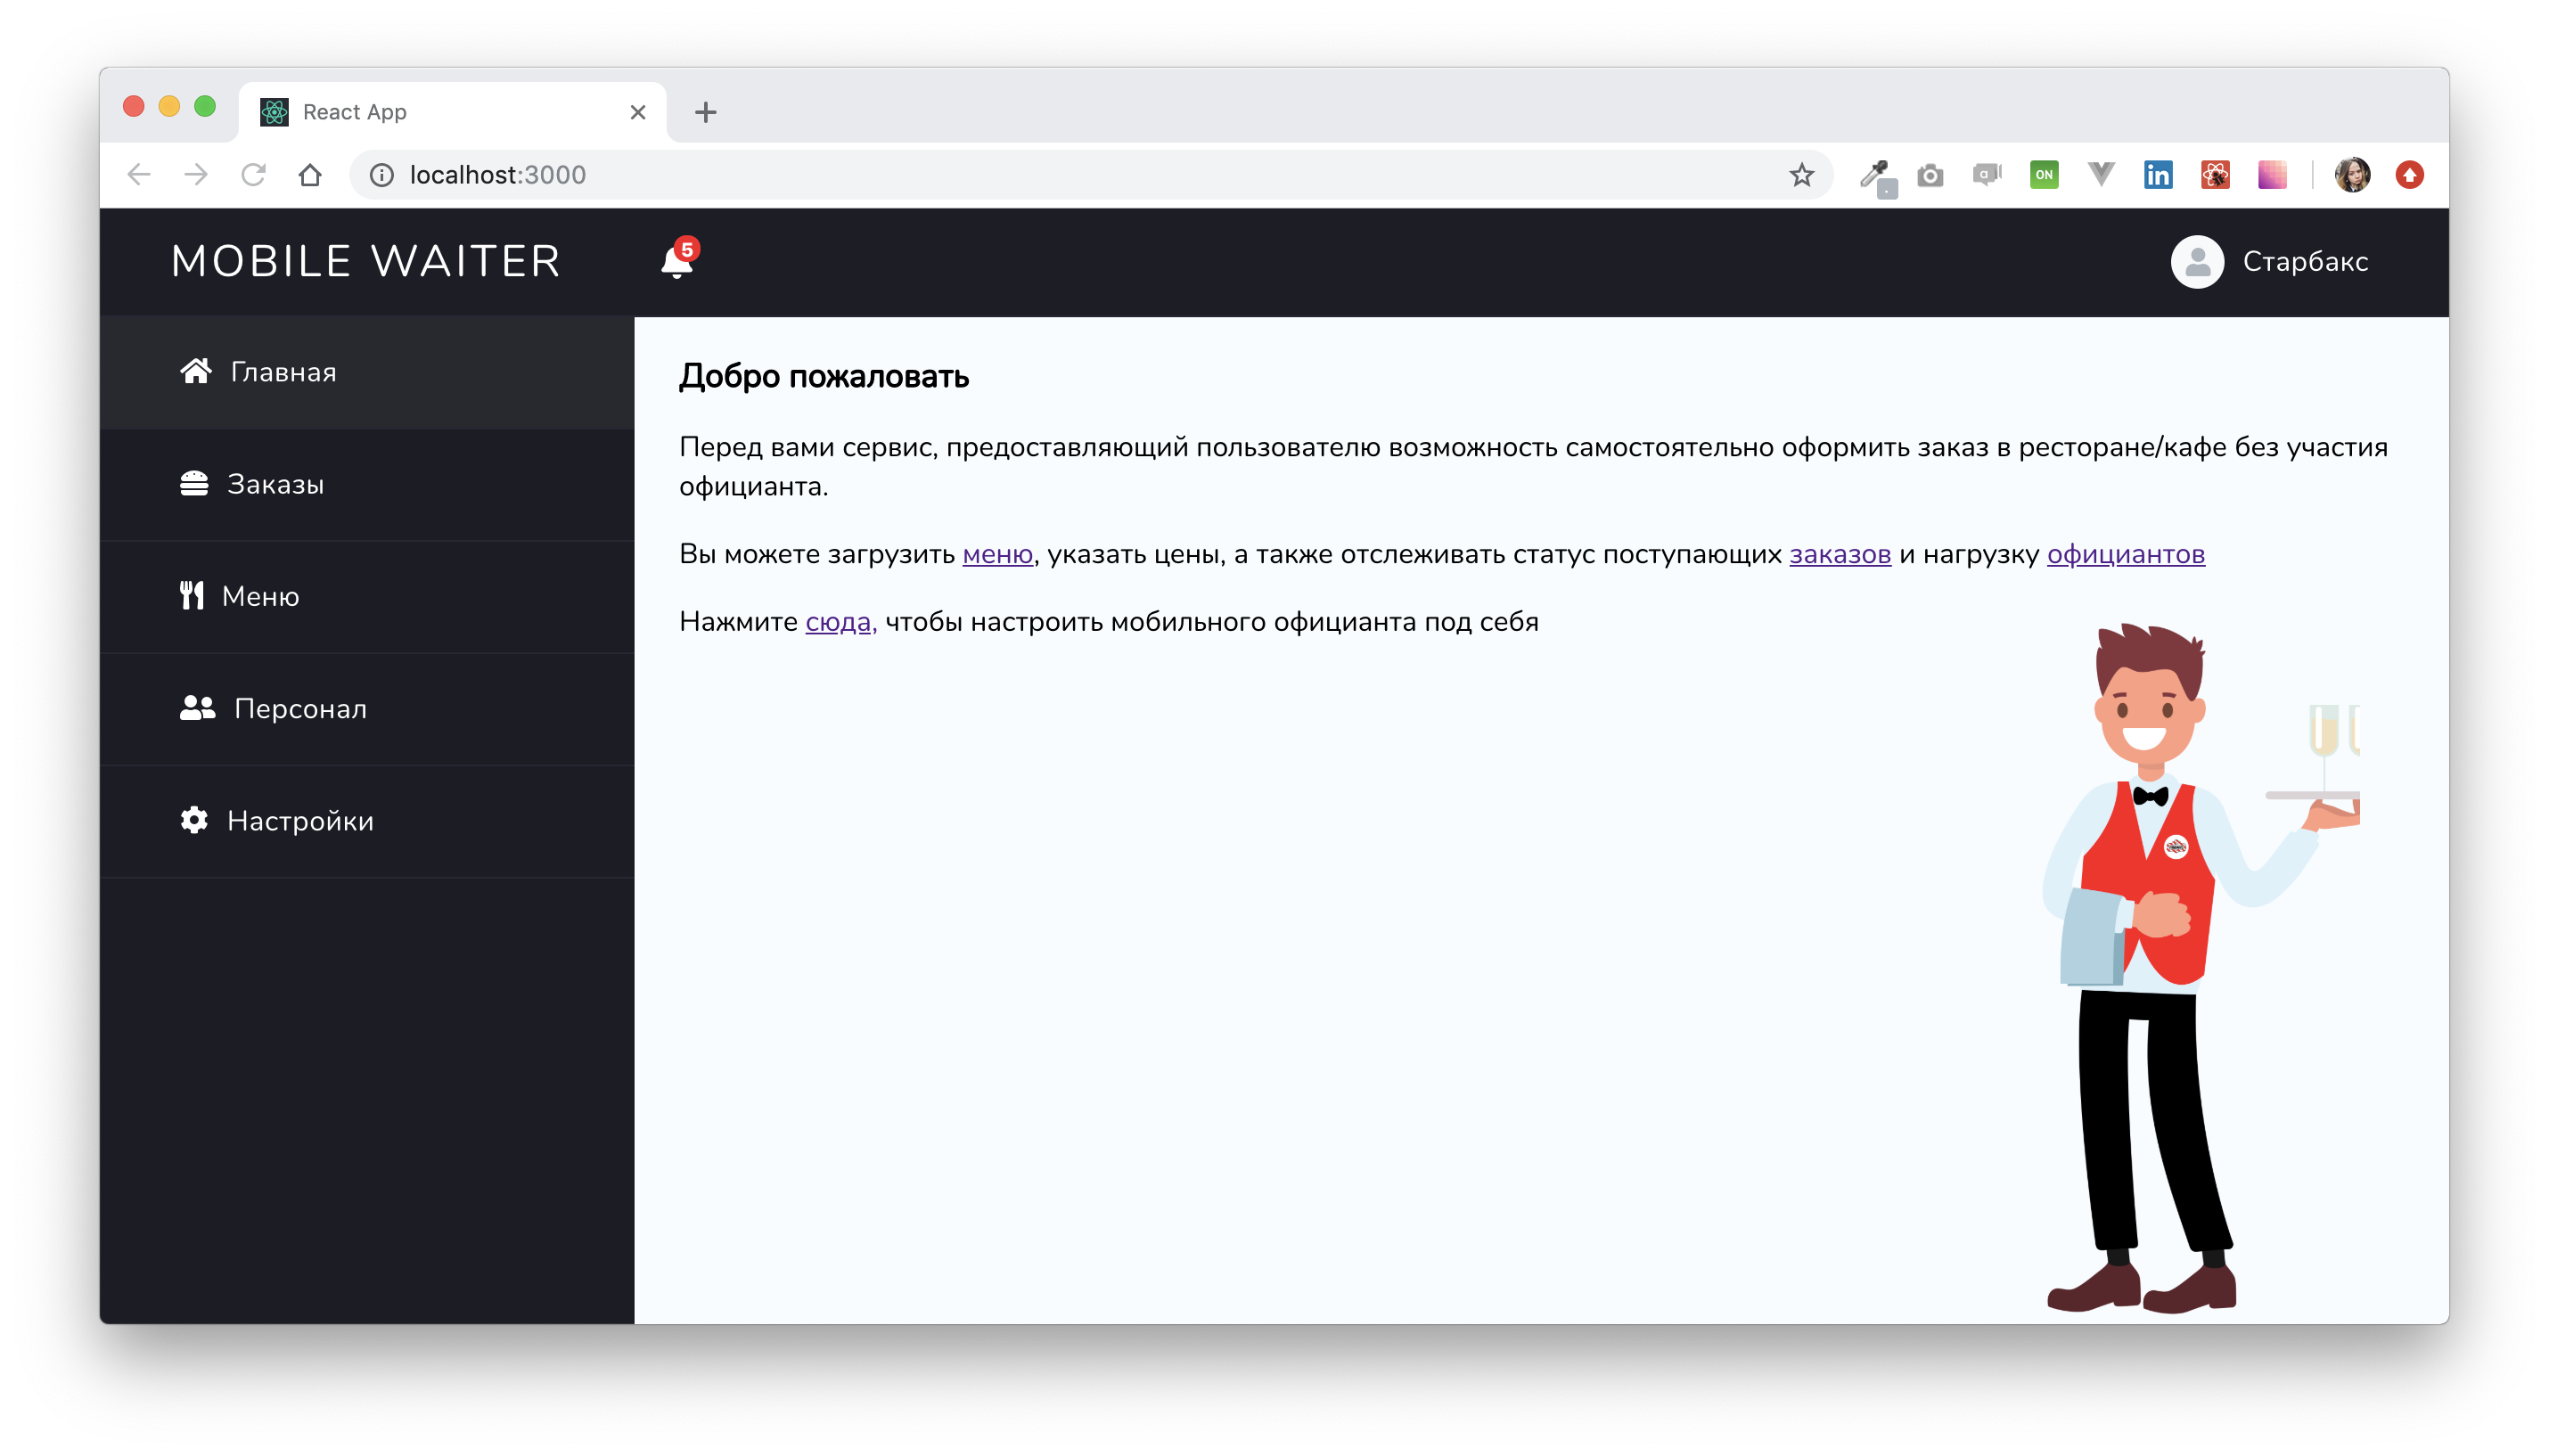 React App
localhost:3000
ON
MOBILE WAITER
5
Старбакс
Главная
Заказы
Меню
Персонал
Настройки
Добро пожаловать
Перед вами сервис, предоставляющий пользователю возможность самостоятельно оформить заказ в ресторане/кафе без участия
официанта.
Вы можете загрузить меню, указать цены, а также отслеживать статус поступающих заказов и нагрузку официантов
Нажмите сюда, чтобы настроить мобильного официанта под себя